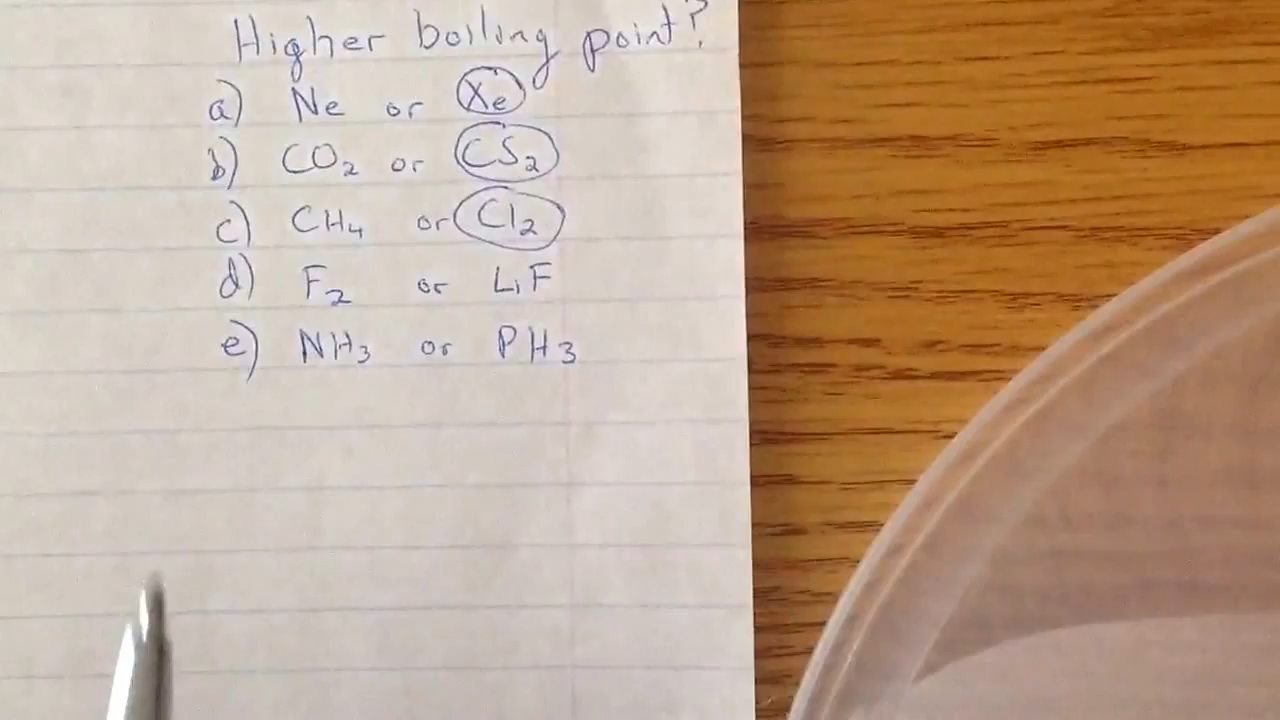 Higher boiling point?
a) Ne or Xe
b) CO₂ or CS₂
c) CH₄ or Cl₂
d) F₂ or LiF
e) NH₃ or PH₃